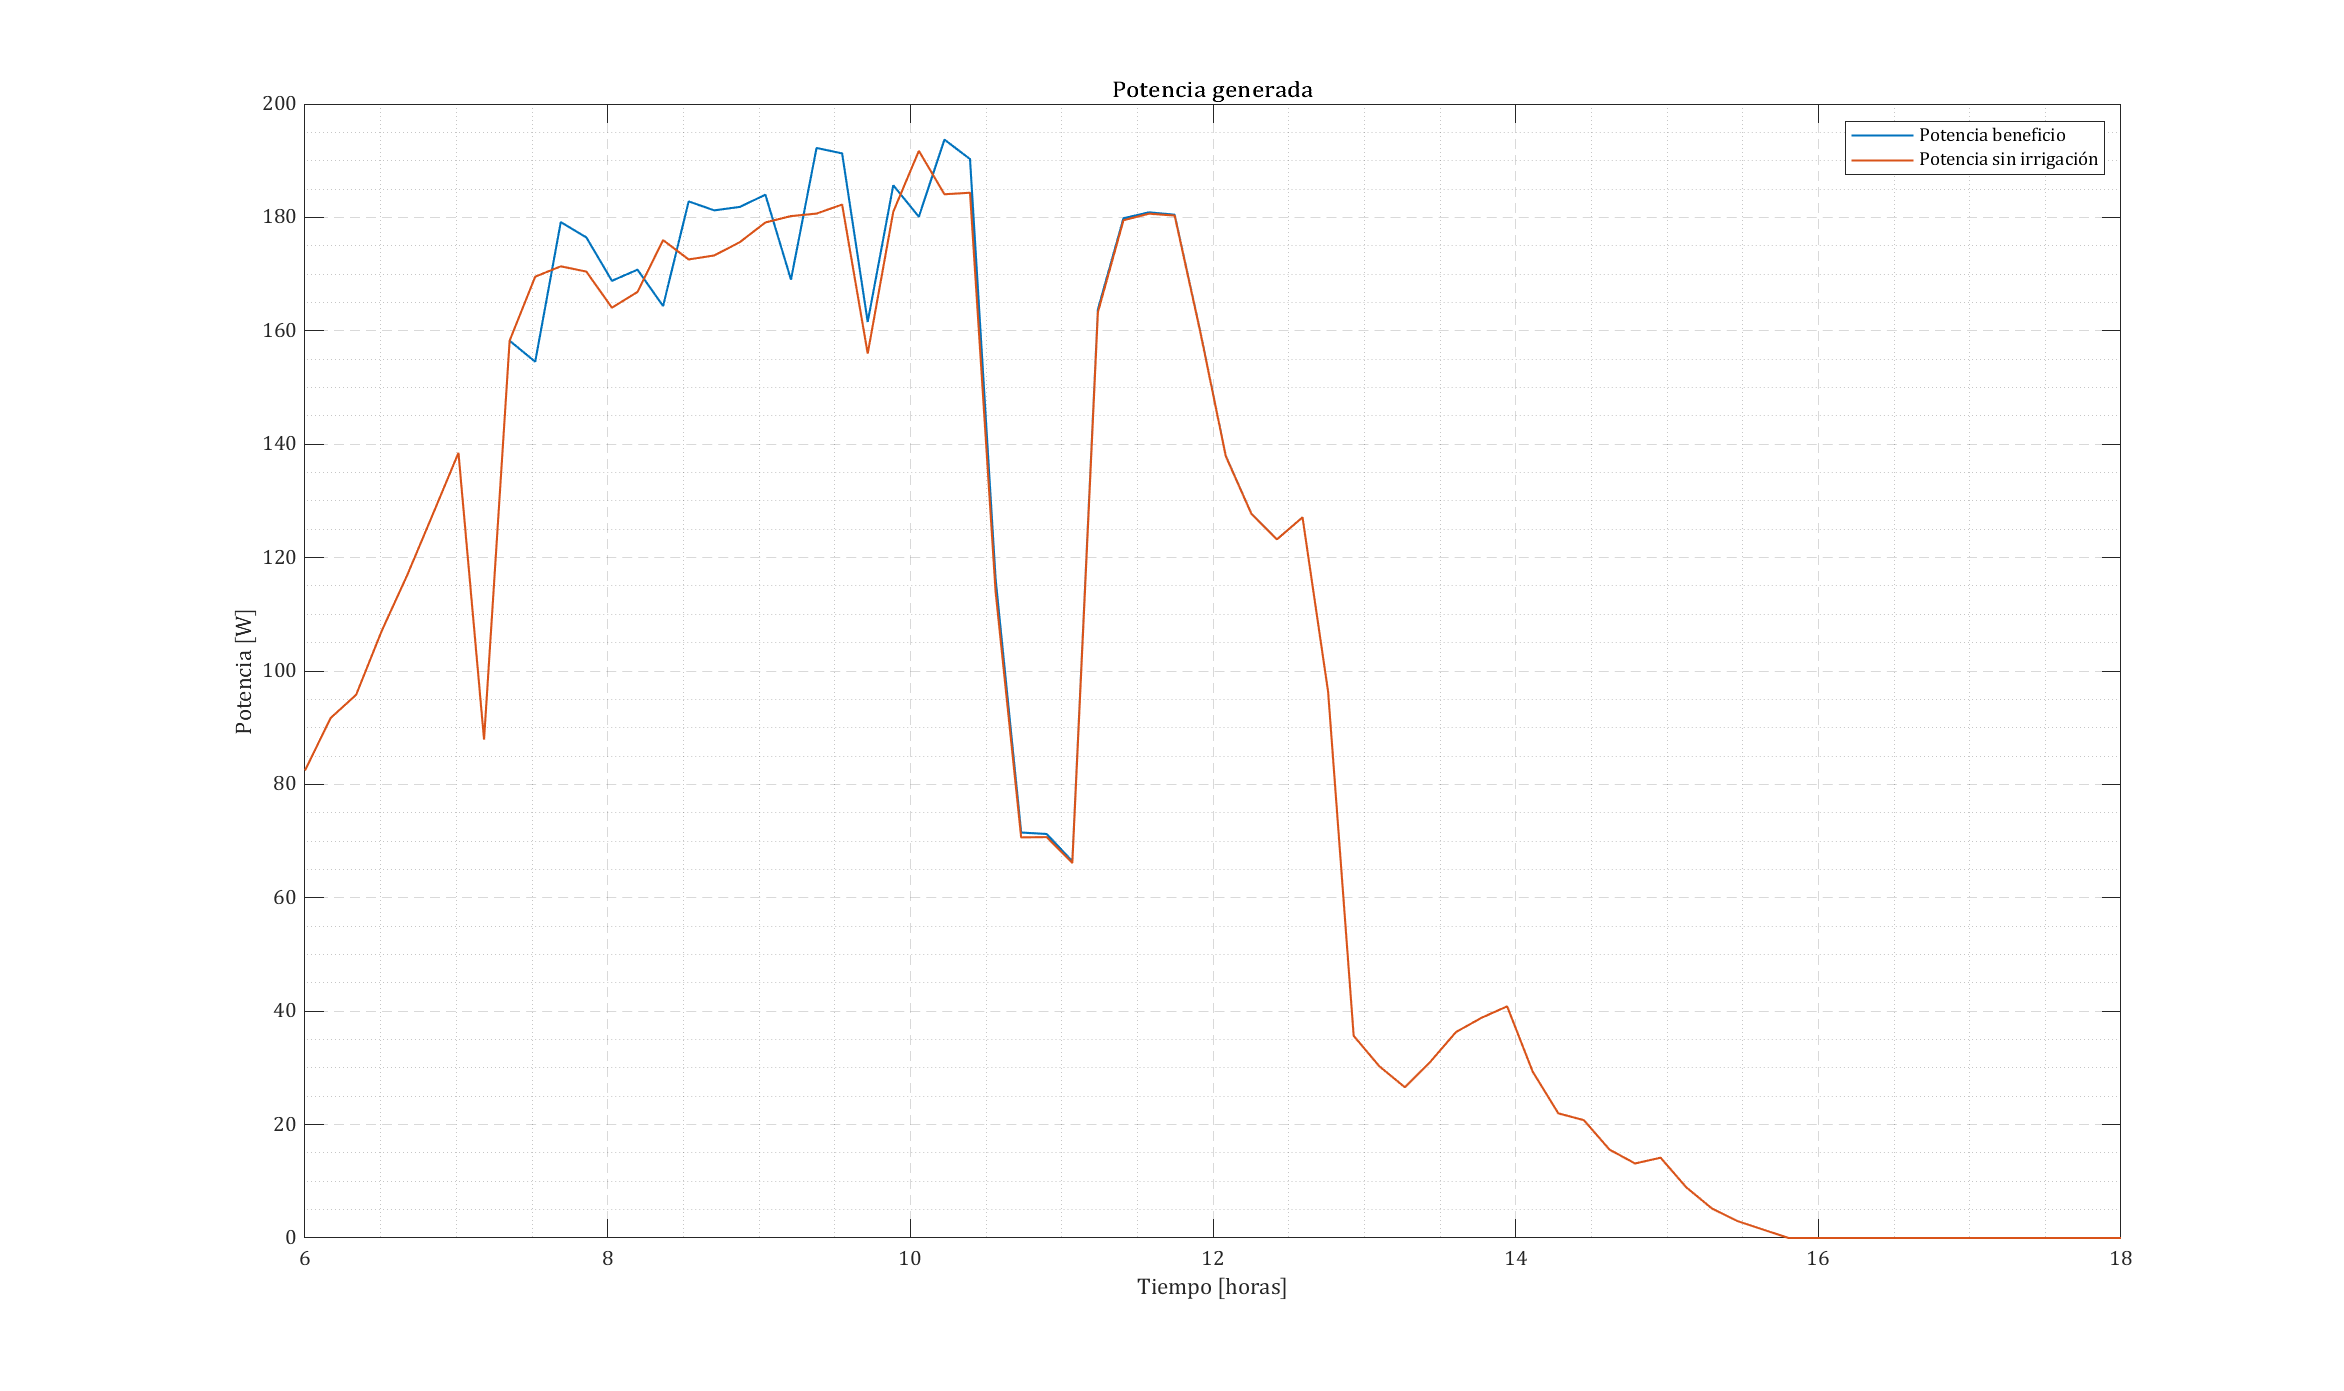 Potencia generada
200
180
160
140
120
100
80
60
40
20
0
Potencia [W]
Potencia beneficio
Potencia sin irrigación
6 8 10 12 14 16 18
Tiempo [horas]